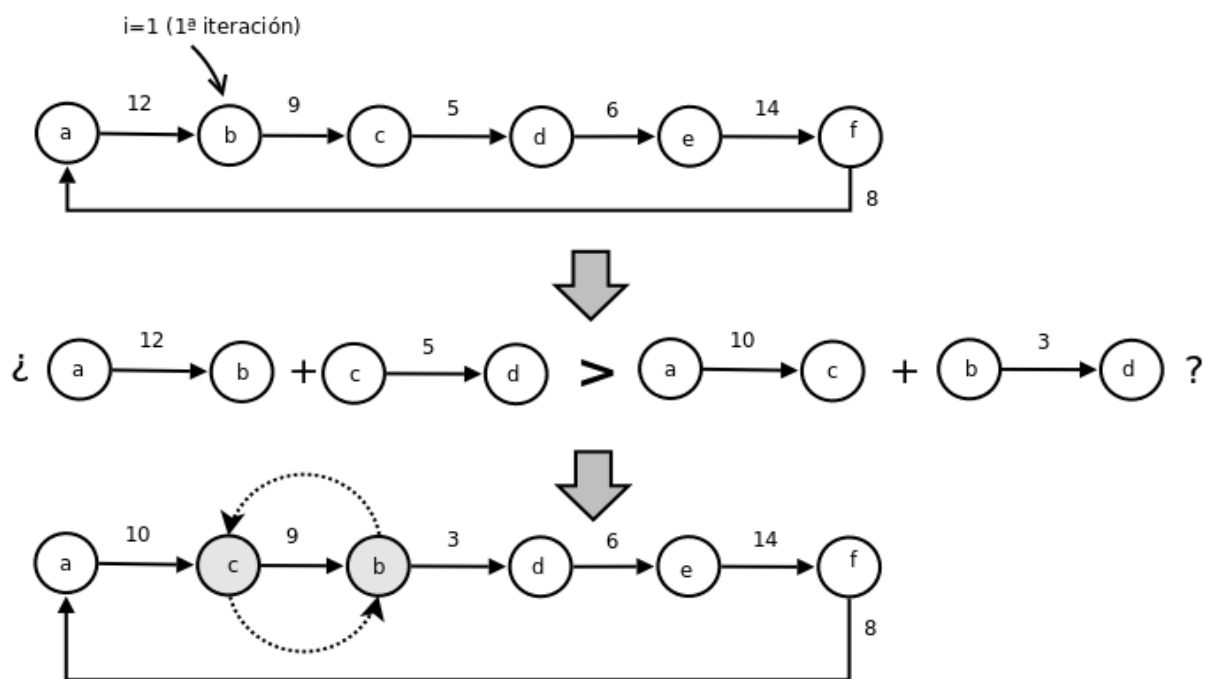 i=1 (1ª iteración)
12 9 5 6 14
a b c d e f
8
¿ a 12 b + c 5 d > a 10 c + b 3 d ?
10 9 3 6 14
a c b d e f
8